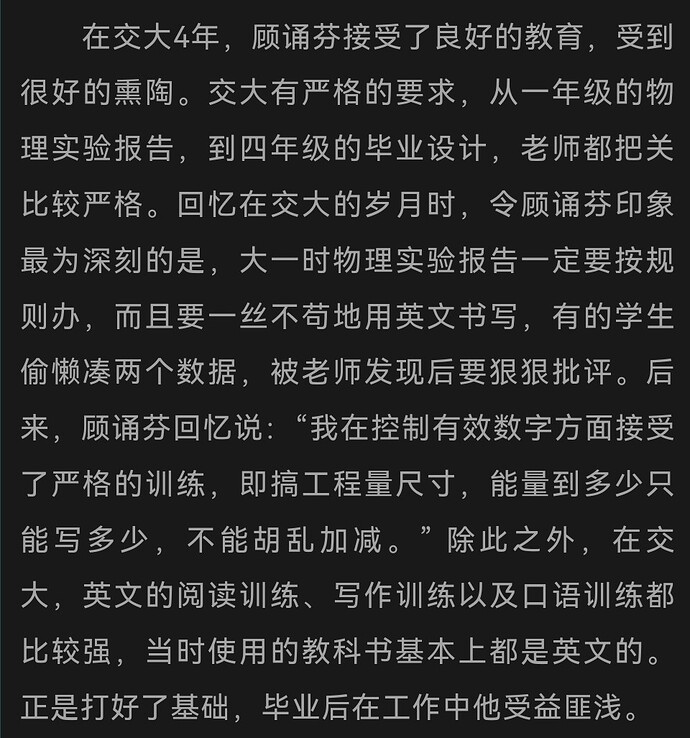 在交大4年，顾诵芬接受了良好的教育，受到
很好的熏陶。交大有严格的要求，从一年级的物
理实验报告，到四年级的毕业设计，老师都把关
比较严格。回忆在交大的岁月时，令顾诵芬印象
最为深刻的是，大一时物理实验报告一定要按规
则办，而且要一丝不苟地用英文书写，有的学生
偷懒凑两个数据，被老师发现后要狠狠批评。后
来，顾诵芬回忆说：“我在控制有效数字方面接受
了严格的训练，即搞工程量尺寸，能量到多少只
能写多少，不能胡乱加减。”除此之外，在交
大，英文的阅读训练、写作训练以及口语训练都
比较强，当时使用的教科书基本上都是英文的。
正是打好了基础，毕业后在工作中他受益匪浅。